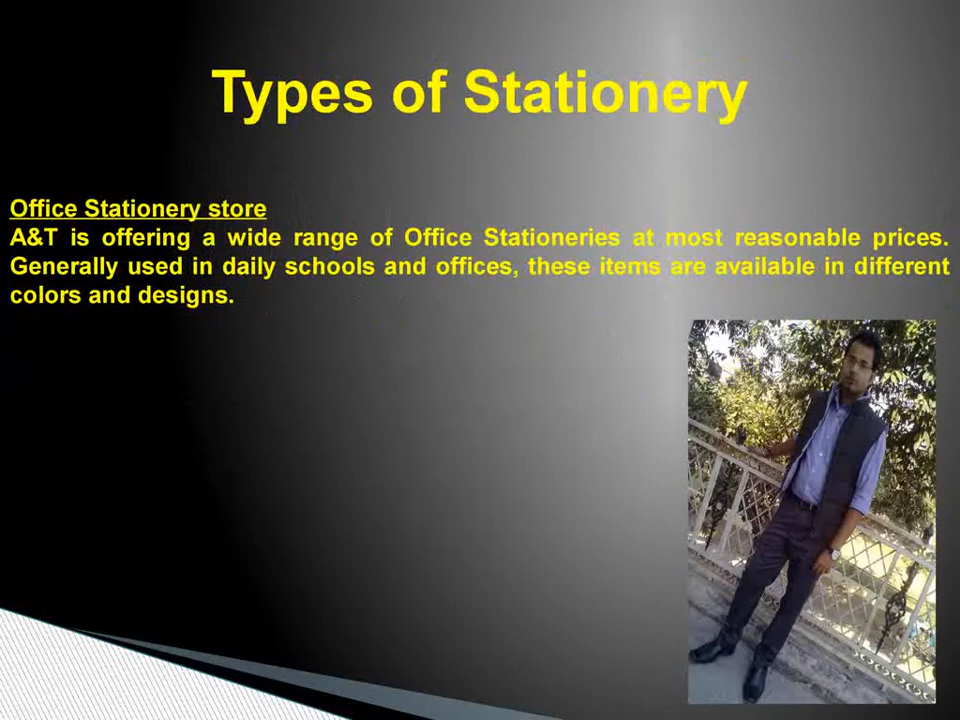 Types of Stationery
Office Stationery store
A&T is offering a wide range of Office Stationeries at most reasonable prices.
Generally used in daily schools and offices, these items are available in different
colors and designs.